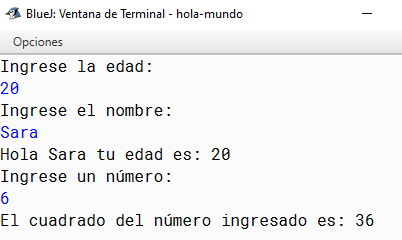 BlueJ: Ventana de Terminal - hola-mundo
Opciones
Ingrese la edad:
20
Ingrese el nombre:
Sara
Hola Sara tu edad es: 20
Ingrese un número:
6
El cuadrado del número ingresado es: 36